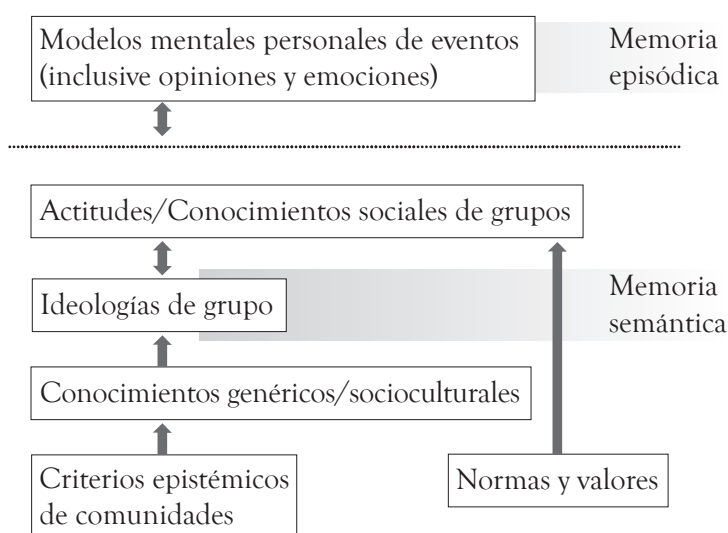 Modelos mentales personales de eventos
(inclusive opiniones y emociones)
Memoria
episódica
Actitudes/Conocimientos sociales de grupos
Ideologías de grupo
Memoria
semántica
Conocimientos genéricos/socioculturales
Criterios epistémicos
de comunidades
Normas y valores